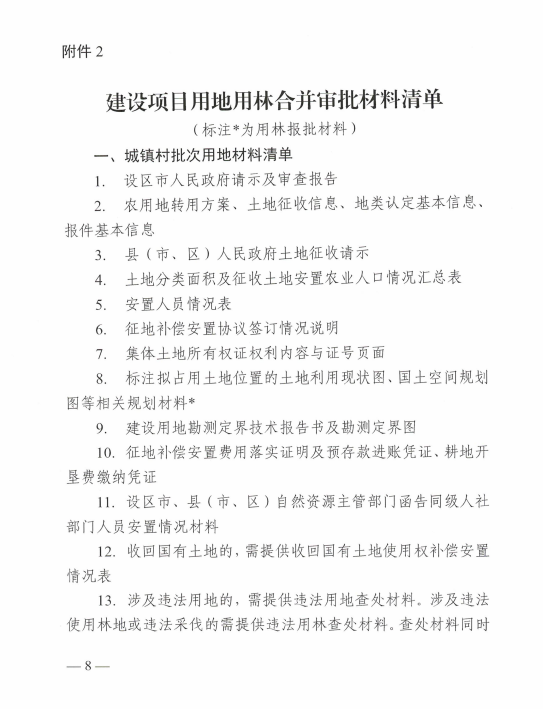 附件 2
建设项目用地用林合并审批材料清单
（标注*为用林报批材料）
一、城镇村批次用地材料清单
1. 设区市人民政府请示及审查报告
2. 农用地转用方案、土地征收信息、地类认定基本信息、
报件基本信息
3. 县（市、区）人民政府土地征收请示
4. 土地分类面积及征收土地安置农业人口情况汇总表
5. 安置人员情况表
6. 征地补偿安置协议签订情况说明
7. 集体土地所有权证权利内容与证号页面
8. 标注拟占用土地位置的土地利用现状图、国土空间规划
图等相关规划材料*
9. 建设用地勘测定界技术报告书及勘测定界图
10. 征地补偿安置费用落实证明及预存款进账凭证、耕地开
垦费缴纳凭证
11. 设区市、县（市、区）自然资源主管部门函告同级人社
部门人员安置情况材料
12. 收回国有土地的，需提供收回国有土地使用权补偿安置
情况表
13. 涉及违法用地的，需提供违法用地查处材料。涉及违法
使用林地或违法采伐的需提供违法用林查处材料。查处材料同时
— 8 —